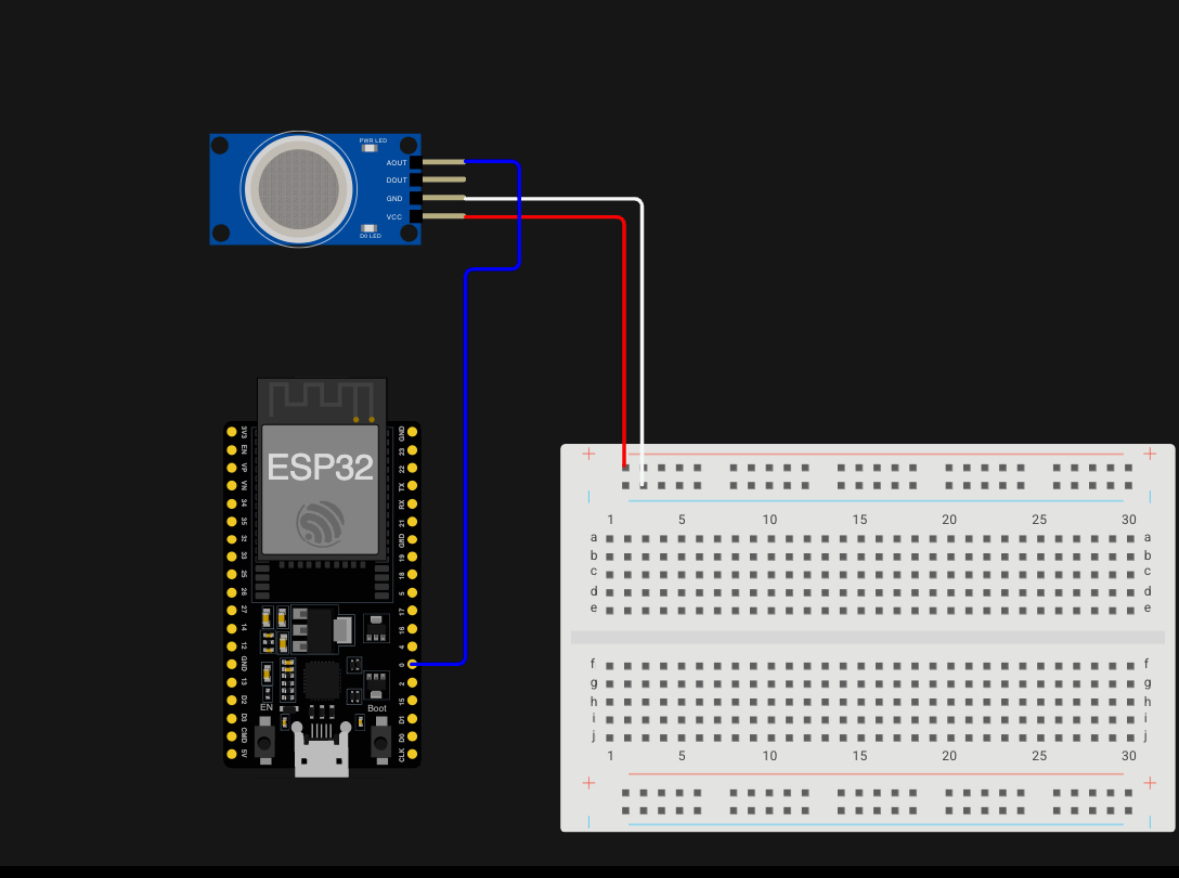 PWR LED
AOUT
DOUT
GND
VCC
D0 LED
ESP32
3V3
EN
VP
VN
34
35
32
33
25
26
27
14
12
GND
13
D2
D3
CMD
5V
GND
23
22
TX
RX
21
GND
19
18
5
17
16
4
0
2
15
D1
D0
CLK
EN
Boot
+ +
1 5 10 15 20 25 30
a a
b b
c c
d d
e e
f f
g g
h h
i i
j j
1 5 10 15 20 25 30
+ +